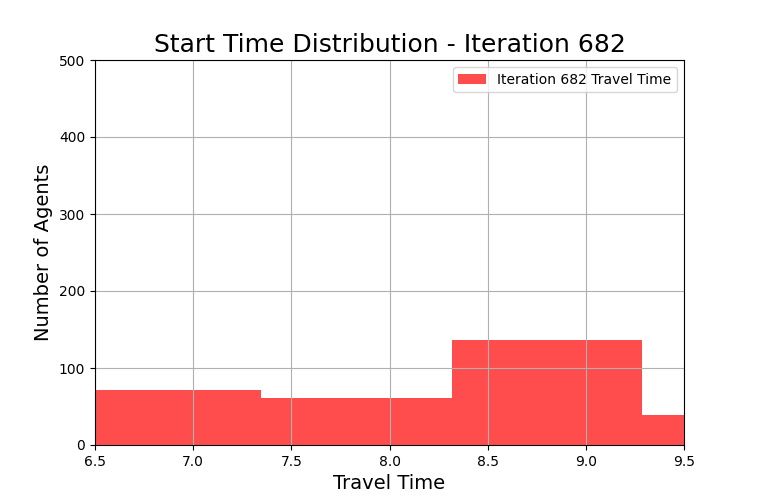 Start Time Distribution - Iteration 682
Iteration 682 Travel Time
Number of Agents
500
400
300
200
100
0
6.5 7.0 7.5 8.0 8.5 9.0 9.5
Travel Time